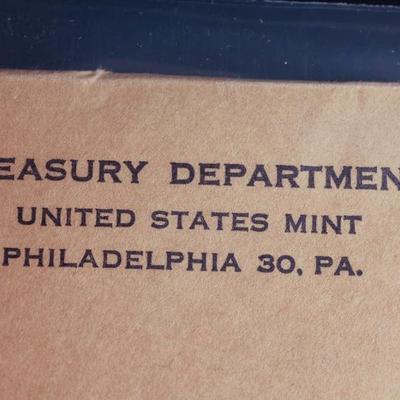 EASURY DEPARTMEN
UNITED STATES MINT
PHILADELPHIA 30, PA.